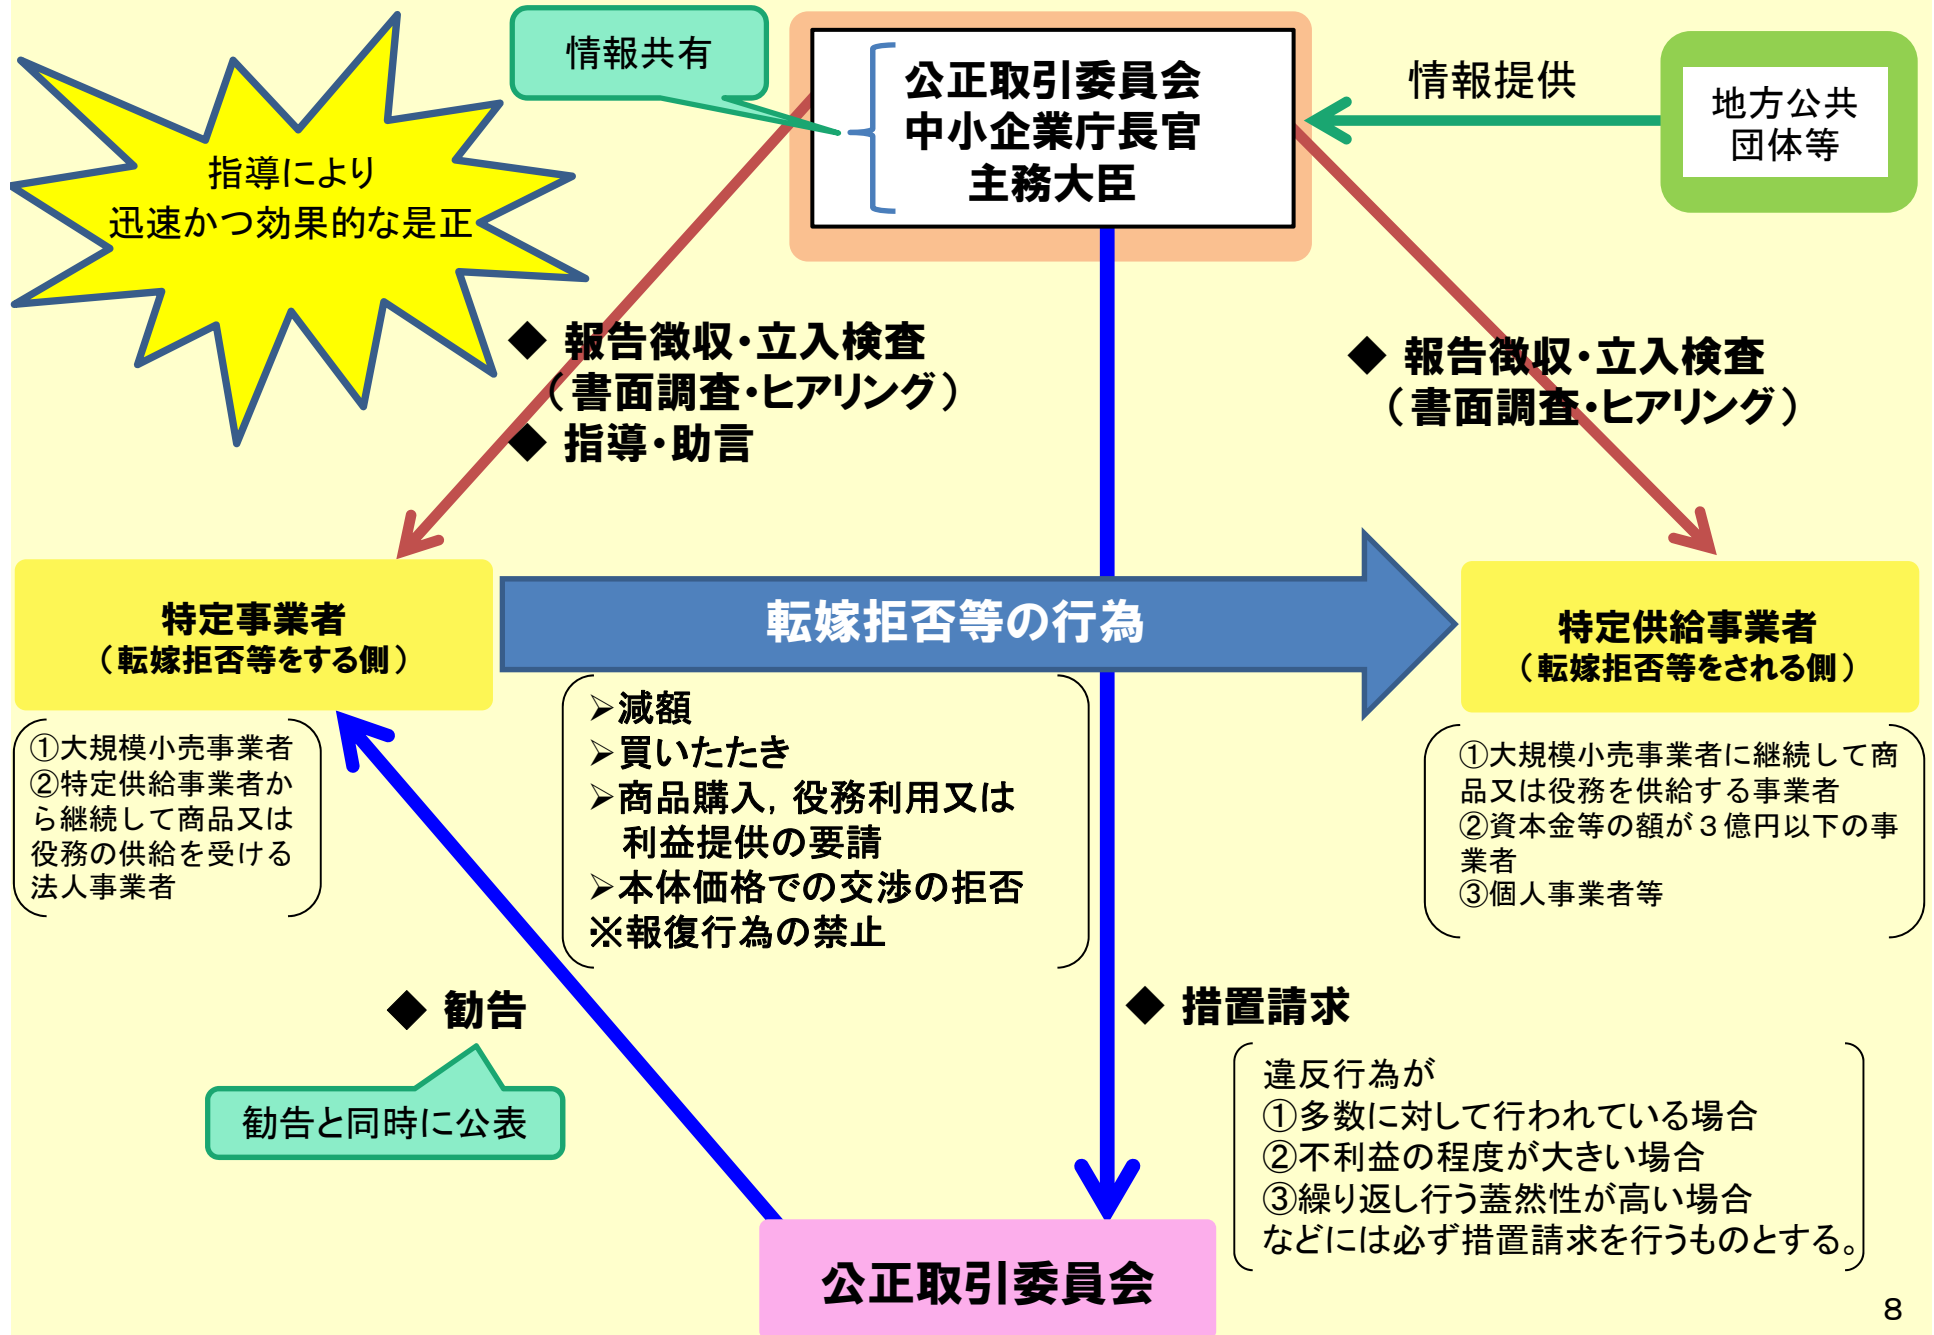 情報共有
公正取引委員会
中小企業庁長官
主務大臣
情報提供
地方公共
団体等
指導により
迅速かつ効果的な是正
◆ 報告徴収・立入検査
（書面調査・ヒアリング）
◆ 指導・助言
◆ 報告徴収・立入検査
（書面調査・ヒアリング）
特定事業者
（転嫁拒否等をする側）
転嫁拒否等の行為
特定供給事業者
（転嫁拒否等をされる側）
①大規模小売事業者
②特定供給事業者か
ら継続して商品又は
役務の供給を受ける
法人事業者
➢減額
➢買いたたき
➢商品購入，役務利用又は
利益提供の要請
➢本体価格での交渉の拒否
※報復行為の禁止
①大規模小売事業者に継続して商
品又は役務を供給する事業者
②資本金等の額が３億円以下の事
業者
③個人事業者等
◆ 勧告
勧告と同時に公表
◆ 措置請求
違反行為が
①多数に対して行われている場合
②不利益の程度が大きい場合
③繰り返し行う蓋然性が高い場合
などには必ず措置請求を行うものとする。
公正取引委員会
8